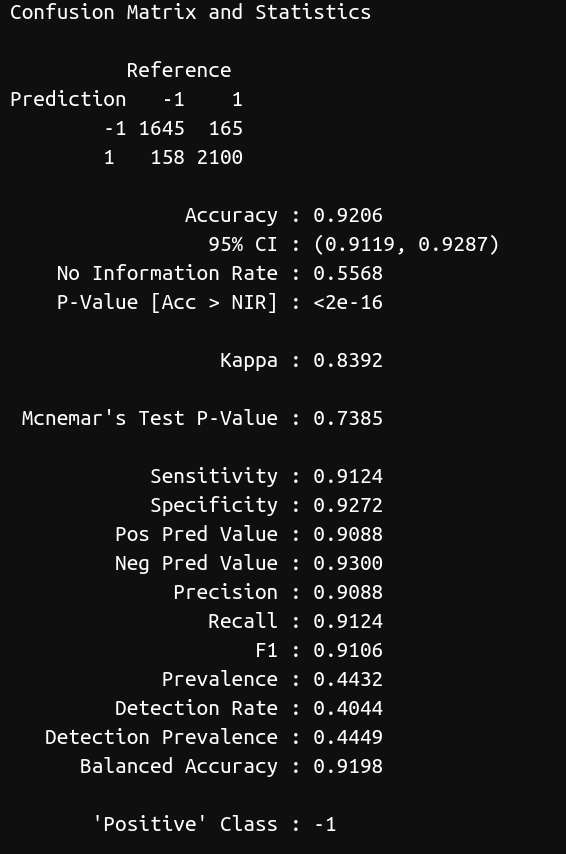 Confusion Matrix and Statistics
Reference
Prediction -1 1
-1 1645 165
1 158 2100
Accuracy : 0.9206
95% CI : (0.9119, 0.9287)
No Information Rate : 0.5568
P-Value [Acc > NIR] : <2e-16
Kappa : 0.8392
Mcnemar's Test P-Value : 0.7385
Sensitivity : 0.9124
Specificity : 0.9272
Pos Pred Value : 0.9088
Neg Pred Value : 0.9300
Precision : 0.9088
Recall : 0.9124
F1 : 0.9106
Prevalence : 0.4432
Detection Rate : 0.4044
Detection Prevalence : 0.4449
Balanced Accuracy : 0.9198
'Positive' Class : -1